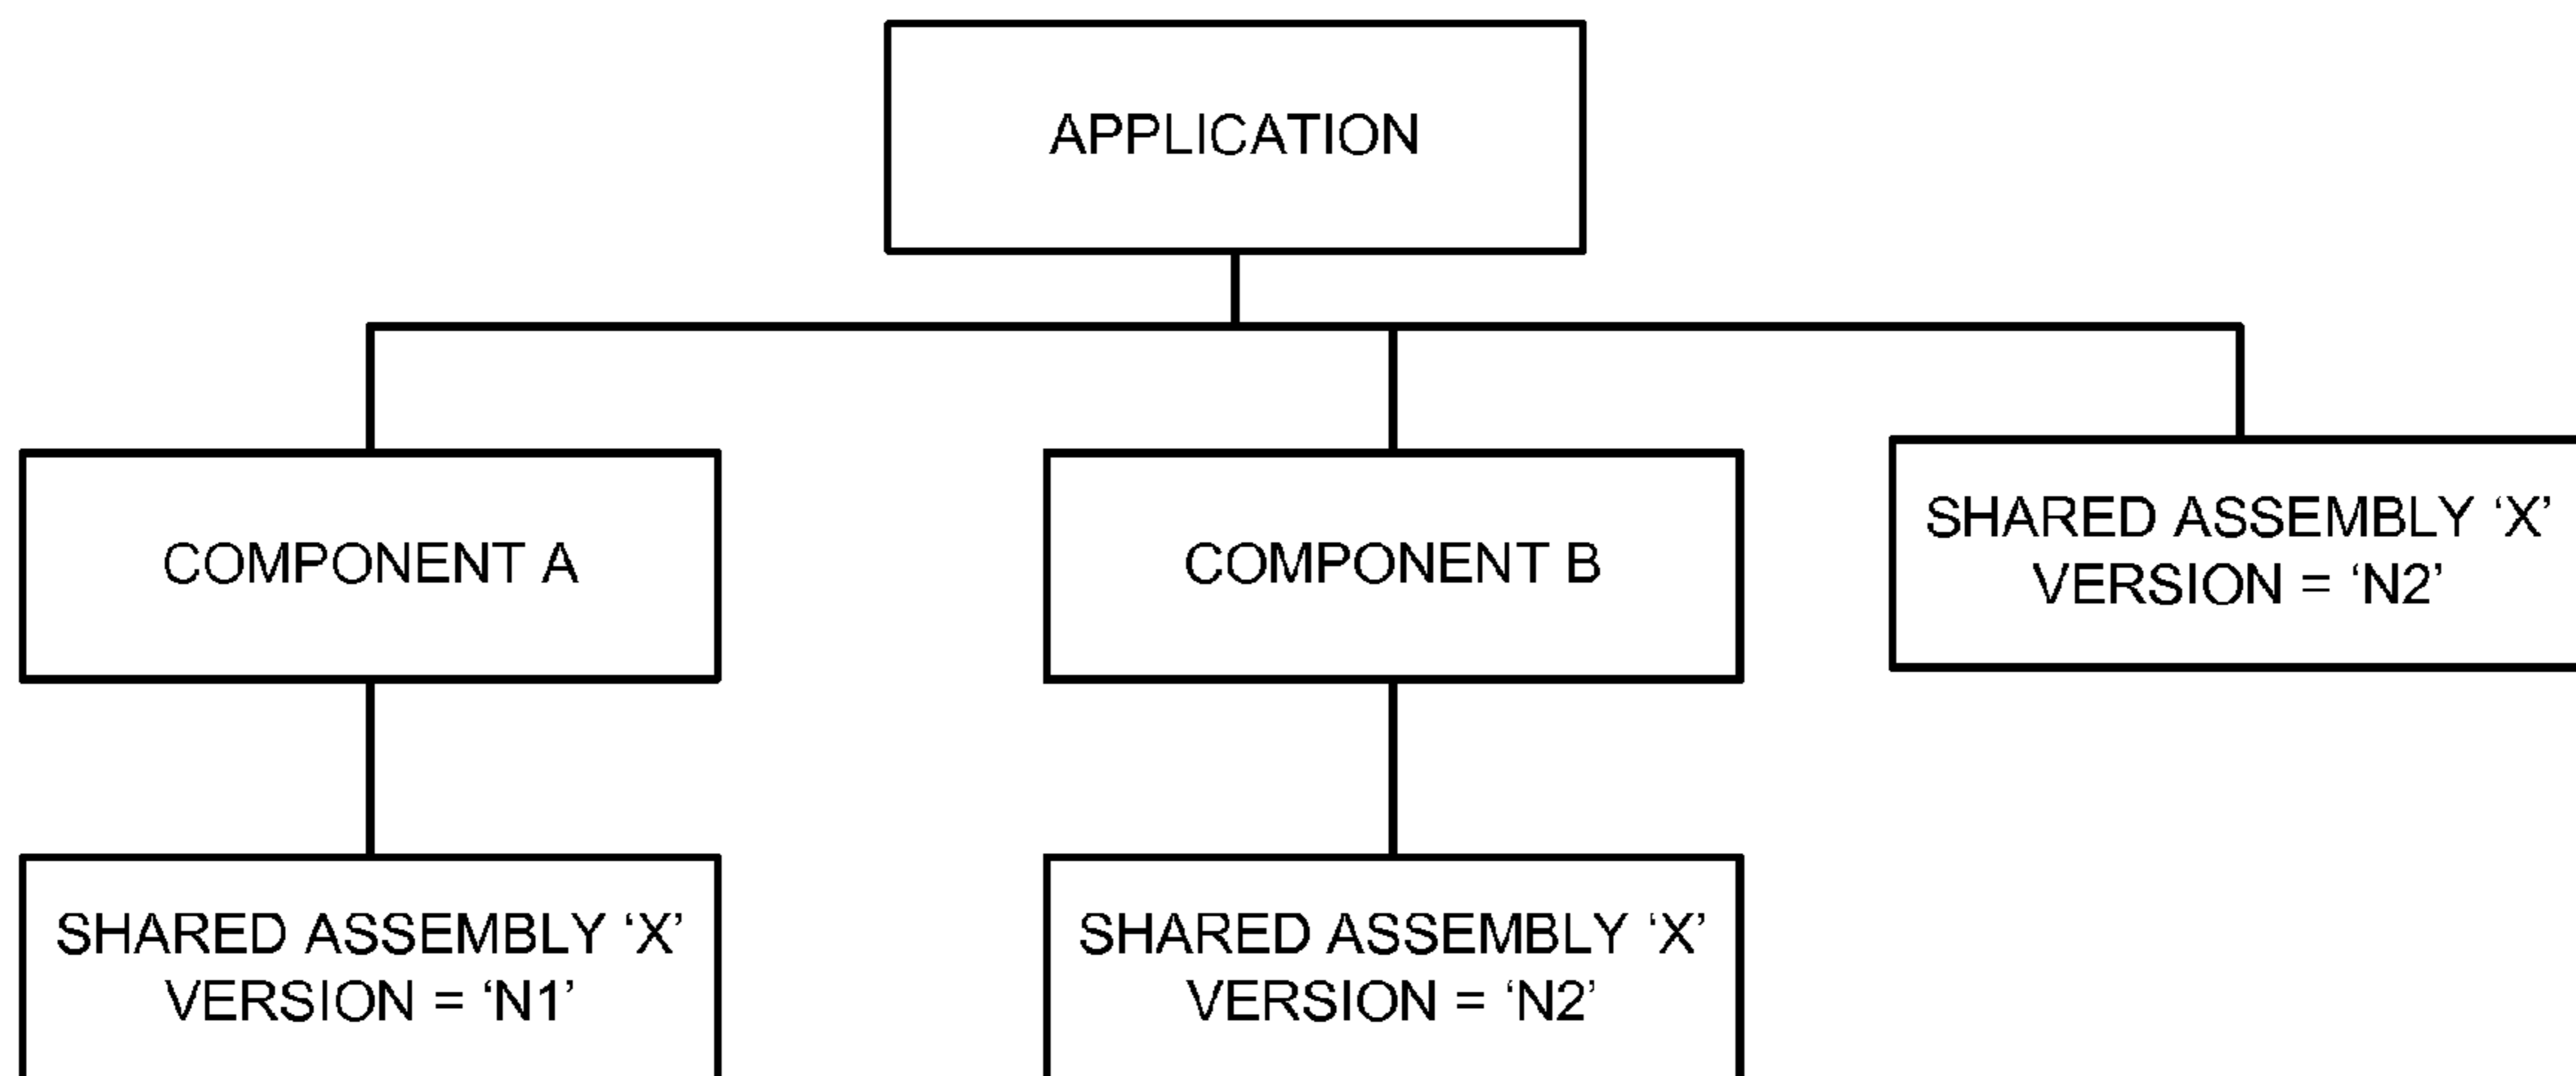 APPLICATION
COMPONENT A
COMPONENT B
SHARED ASSEMBLY ‘X’
VERSION = ‘N2’
SHARED ASSEMBLY ‘X’
VERSION = ‘N1’
SHARED ASSEMBLY ‘X’
VERSION = ‘N2’